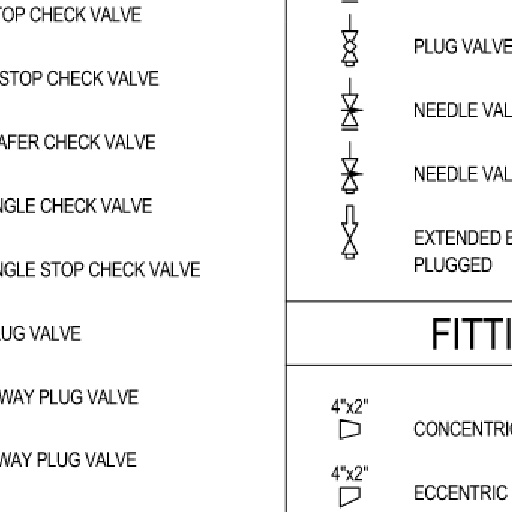 TOP CHECK VALVE
STOP CHECK VALVE
AFER CHECK VALVE
NGLE CHECK VALVE
NGLE STOP CHECK VALVE
UG VALVE
WAY PLUG VALVE
WAY PLUG VALVE
PLUG VALVE
NEEDLE VAL
NEEDLE VAL
EXTENDED
PLUGGED
FITTI
4"x2"
CONCENTRI
4"x2"
ECCENTRIC